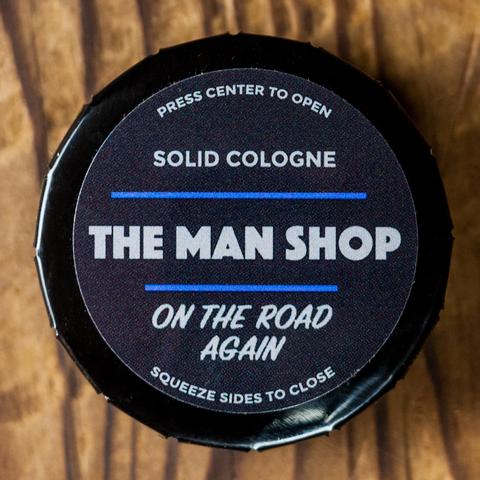 PRESS CENTER TO OPEN
SOLID COLOGNE
THE MAN SHOP
ON THE ROAD
AGAIN
SQUEEZE SIDES TO CLOSE